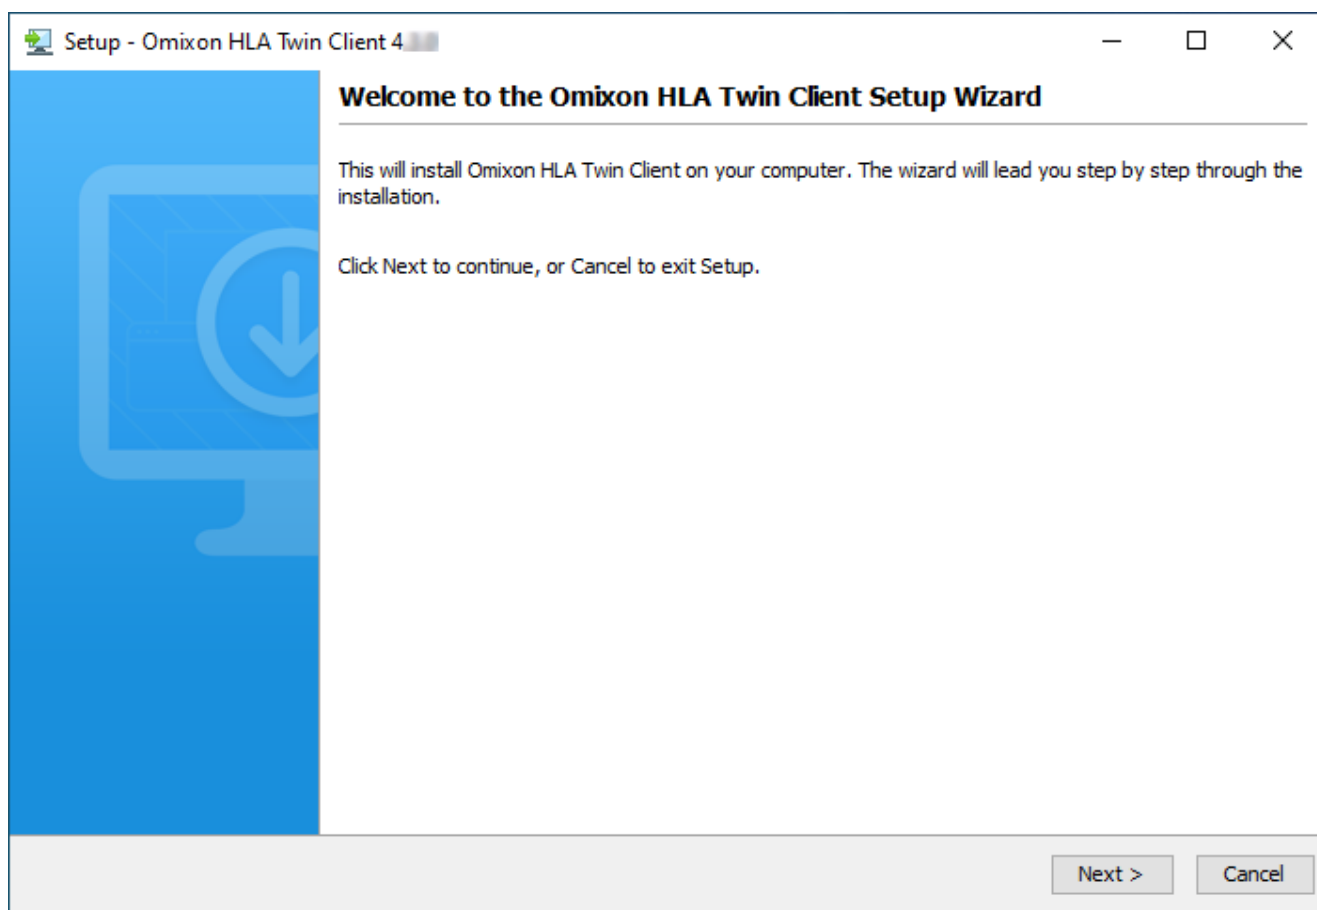 Setup - Omixon HLA Twin Client 4
Welcome to the Omixon HLA Twin Client Setup Wizard
This will install Omixon HLA Twin Client on your computer. The wizard will lead you step by step through the
installation.
Click Next to continue, or Cancel to exit Setup.
Next >
Cancel